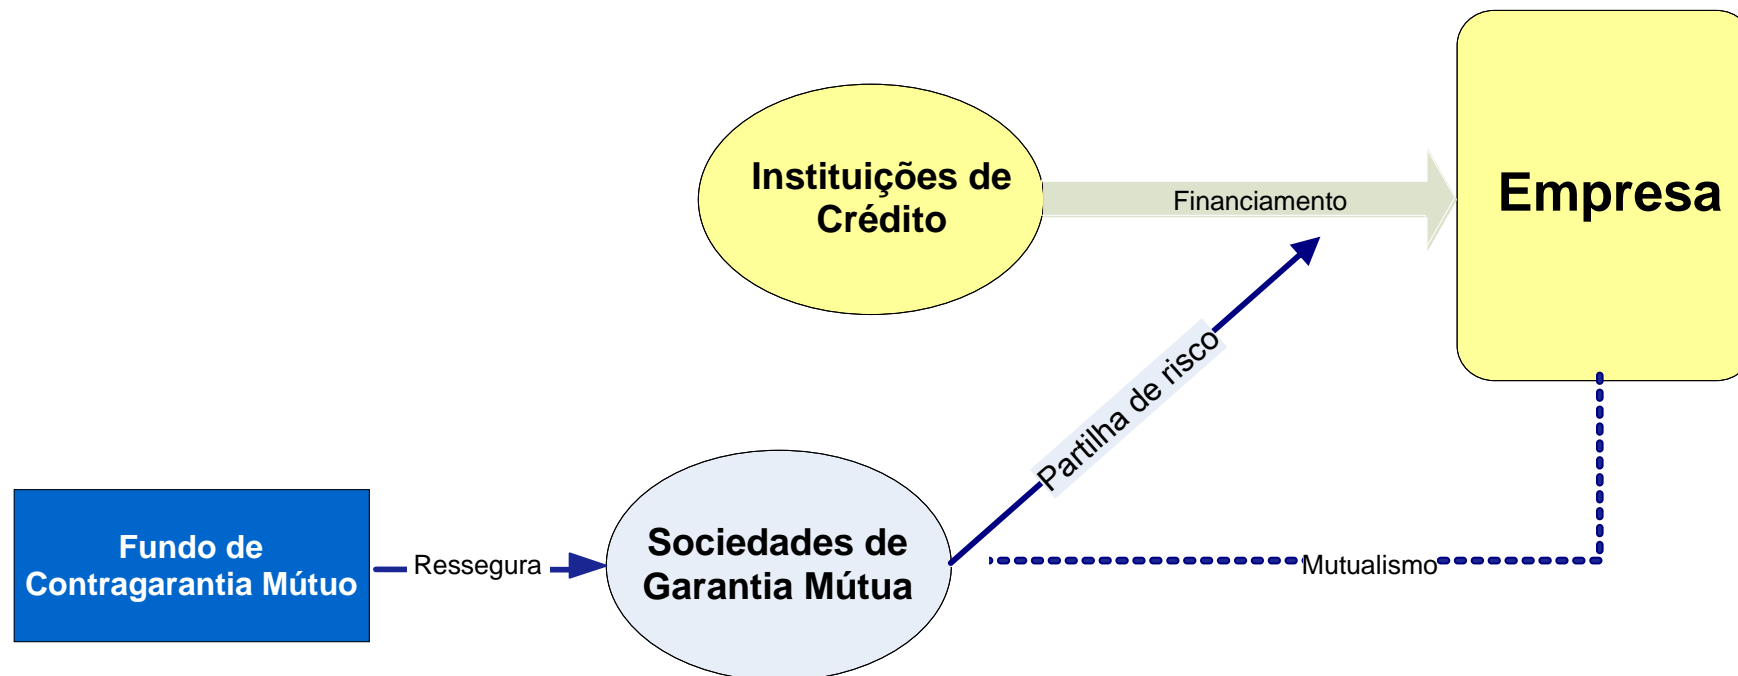 Instituições de
Crédito
Financiamento
Empresa
Partilha de risco
Fundo de
Contragarantia Mútuo
Ressegura
Sociedades de
Garantia Mútua
Mutualismo